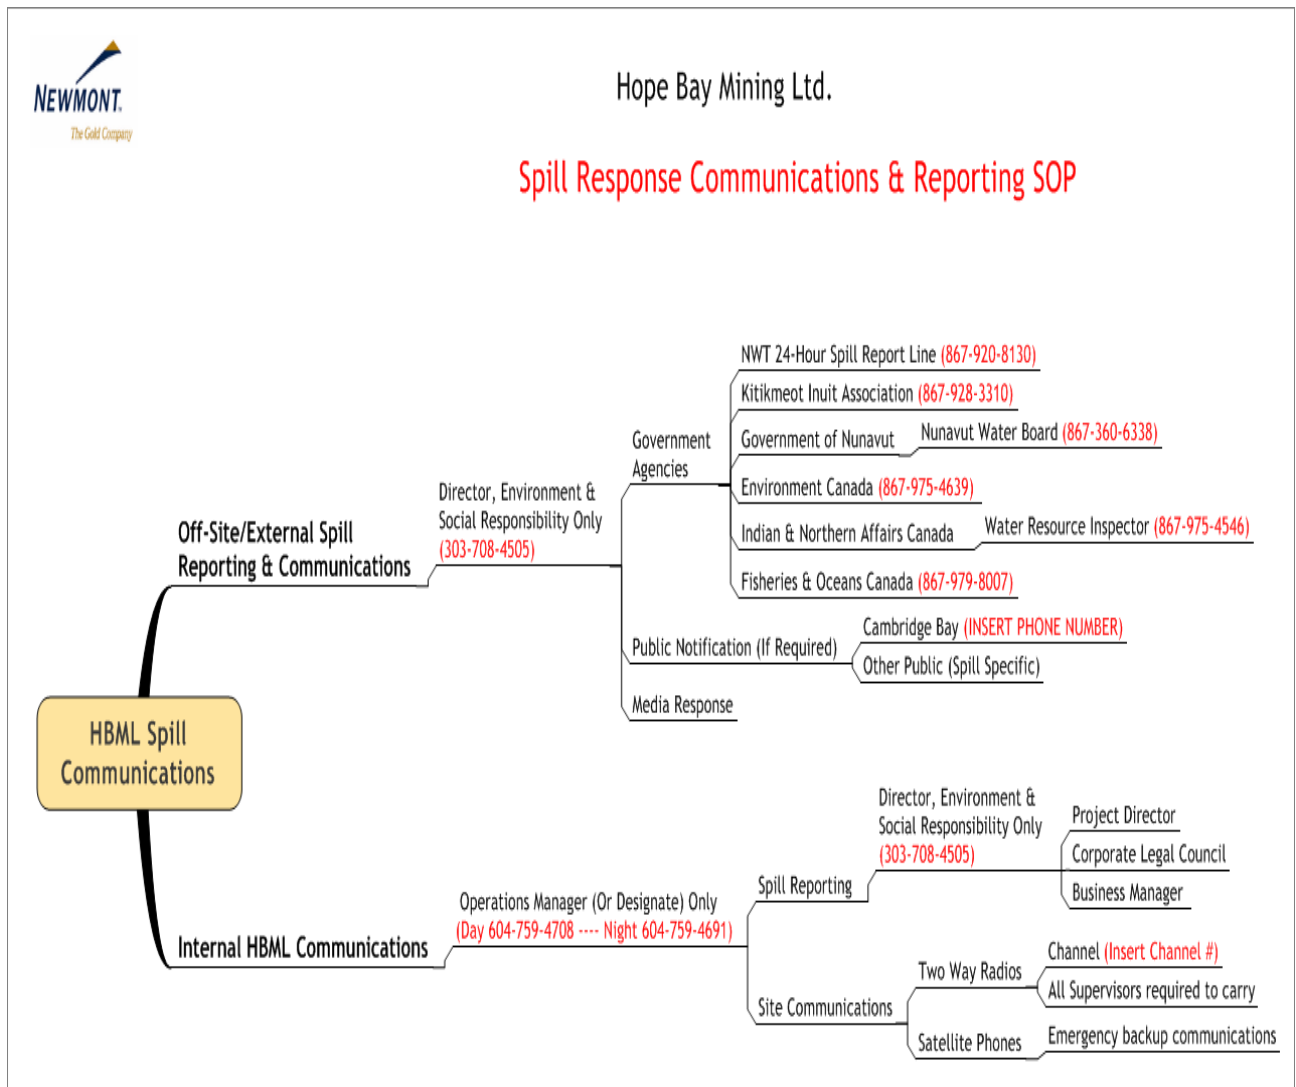 NEWMONT.
The Gold Company
Hope Bay Mining Ltd.
Spill Response Communications & Reporting SOP
NWT 24-Hour Spill Report Line (867-920-8130)
Kitikmeot Inuit Association (867-928-3310)
Government of Nunavut
Nunavut Water Board (867-360-6338)
Government
Agencies
Environment Canada (867-975-4639)
Indian & Northern Affairs Canada
Water Resource Inspector (867-975-4546)
Fisheries & Oceans Canada (867-979-8007)
Director, Environment &
Social Responsibility Only
(303-708-4505)
Off-Site/External Spill
Reporting & Communications
Public Notification (If Required)
Cambridge Bay (INSERT PHONE NUMBER)
Other Public (Spill Specific)
Media Response
HBML Spill
Communications
Director, Environment &
Social Responsibility Only
(303-708-4505)
Project Director
Corporate Legal Council
Business Manager
Spill Reporting
Operations Manager (Or Designate) Only
(Day 604-759-4708 ---- Night 604-759-4691)
Internal HBML Communications
Site Communications
Two Way Radios
Channel (Insert Channel #)
All Supervisors required to carry
Satellite Phones
Emergency backup communications